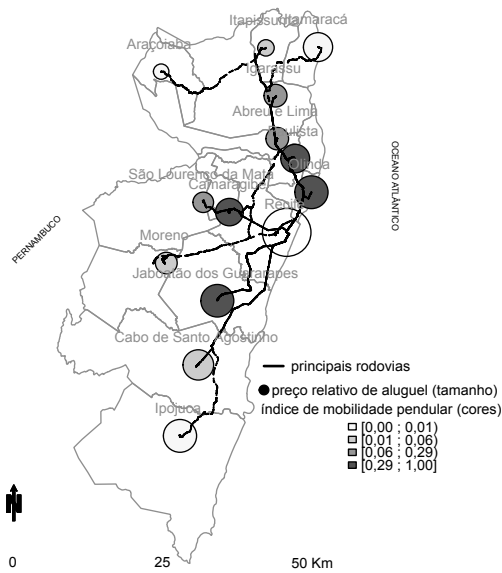 Itapissuma
Itamaracá
Araçoiaba
Igarassu
Abreu e Lima
Paulista
Olinda
São Lourenço da Mata
Camaragibe
Recife
Moreno
Jaboatão dos Guararapes
Cabo de Santo Agostinho
Ipojuca
OCEANO ATLÂNTICO
PERNAMBUCO
principais rodovias
preço relativo de aluguel (tamanho)
índice de mobilidade pendular (cores)
[0,00 ; 0,01)
[0,01 ; 0,06)
[0,06 ; 0,29)
[0,29 ; 1,00]
N
0 25 50 Km